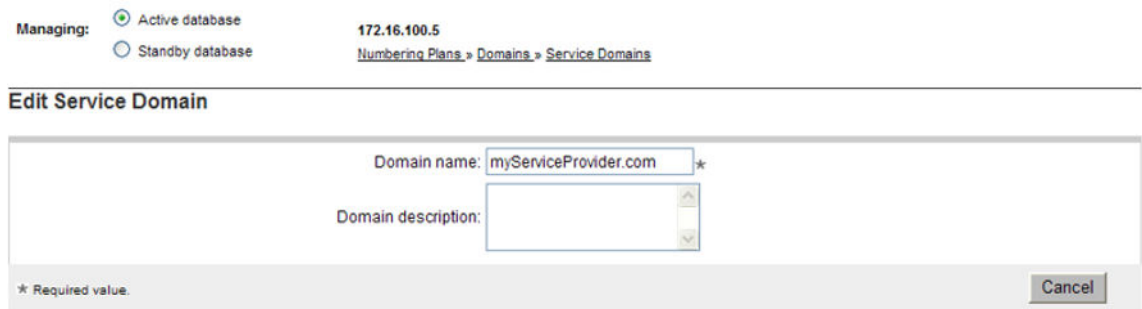 Managing:
Active database
Standby database
172.16.100.5
Numbering Plans » Domains » Service Domains
Edit Service Domain
Domain name: myServiceProvider.com *
Domain description:
* Required value.
Cancel